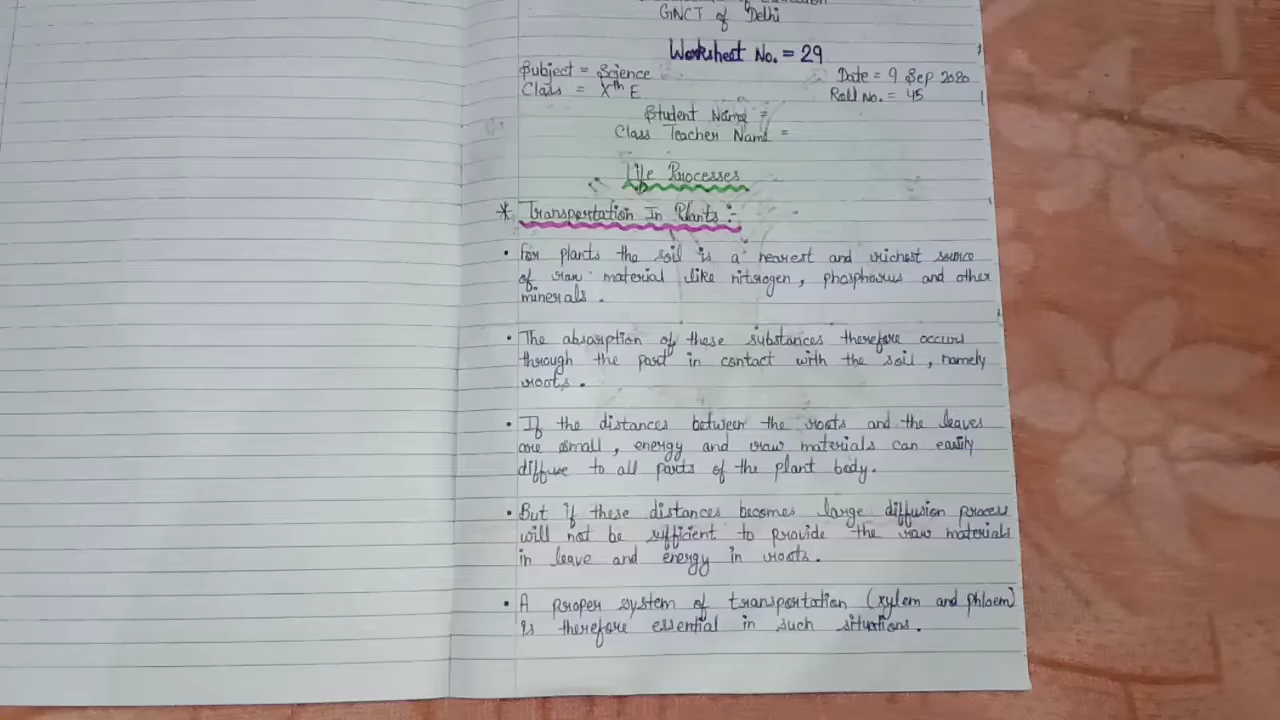 GNCT of Delhi
Worksheet No. = 29
Subject = Science
Date = 9 Sep 2020
Class = Xth E
Roll No. = 45
Student Name =
Class Teacher Name =
Life Processes
* Transportation In Plants :-
• For plants the soil is a nearest and richest source
of raw material like nitrogen, phosphorus and other
minerals.
• The absorption of these substances therefore occurs
through the part in contact with the soil, namely
roots.
• If the distances between the roots and the leaves
are small, energy and raw materials can easily
diffuse to all parts of the plant body.
• But if these distances becomes large diffusion process
will not be sufficient to provide the raw materials
in leave and energy in roots.
• A proper system of transportation (xylem and phloem)
is therefore essential in such situations.